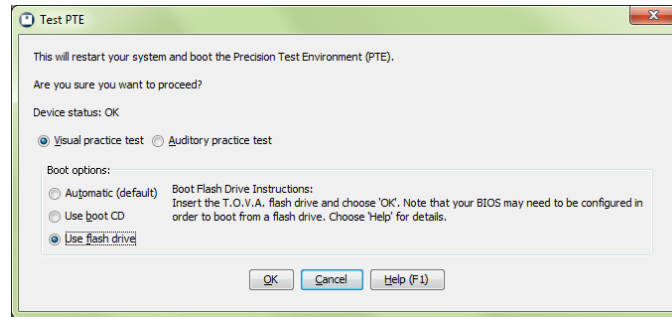 Test PTE
This will restart your system and boot the Precision Test Environment (PTE).
Are you sure you want to proceed?
Device status: OK
Visual practice test Auditory practice test
Boot options:
Automatic (default)
Use boot CD
Use flash drive
Boot Flash Drive Instructions:
Insert the T.O.V.A. flash drive and choose 'OK'. Note that your BIOS may need to be configured in
order to boot from a flash drive. Choose 'Help' for details.
OK Cancel Help (F1)